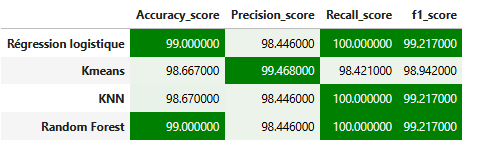 Accuracy_score Precision_score Recall_score f1_score
Régression logistique 99.000000 98.446000 100.000000 99.217000
Kmeans 98.667000 99.468000 98.421000 98.942000
KNN 98.670000 98.446000 100.000000 99.217000
Random Forest 99.000000 98.446000 100.000000 99.217000